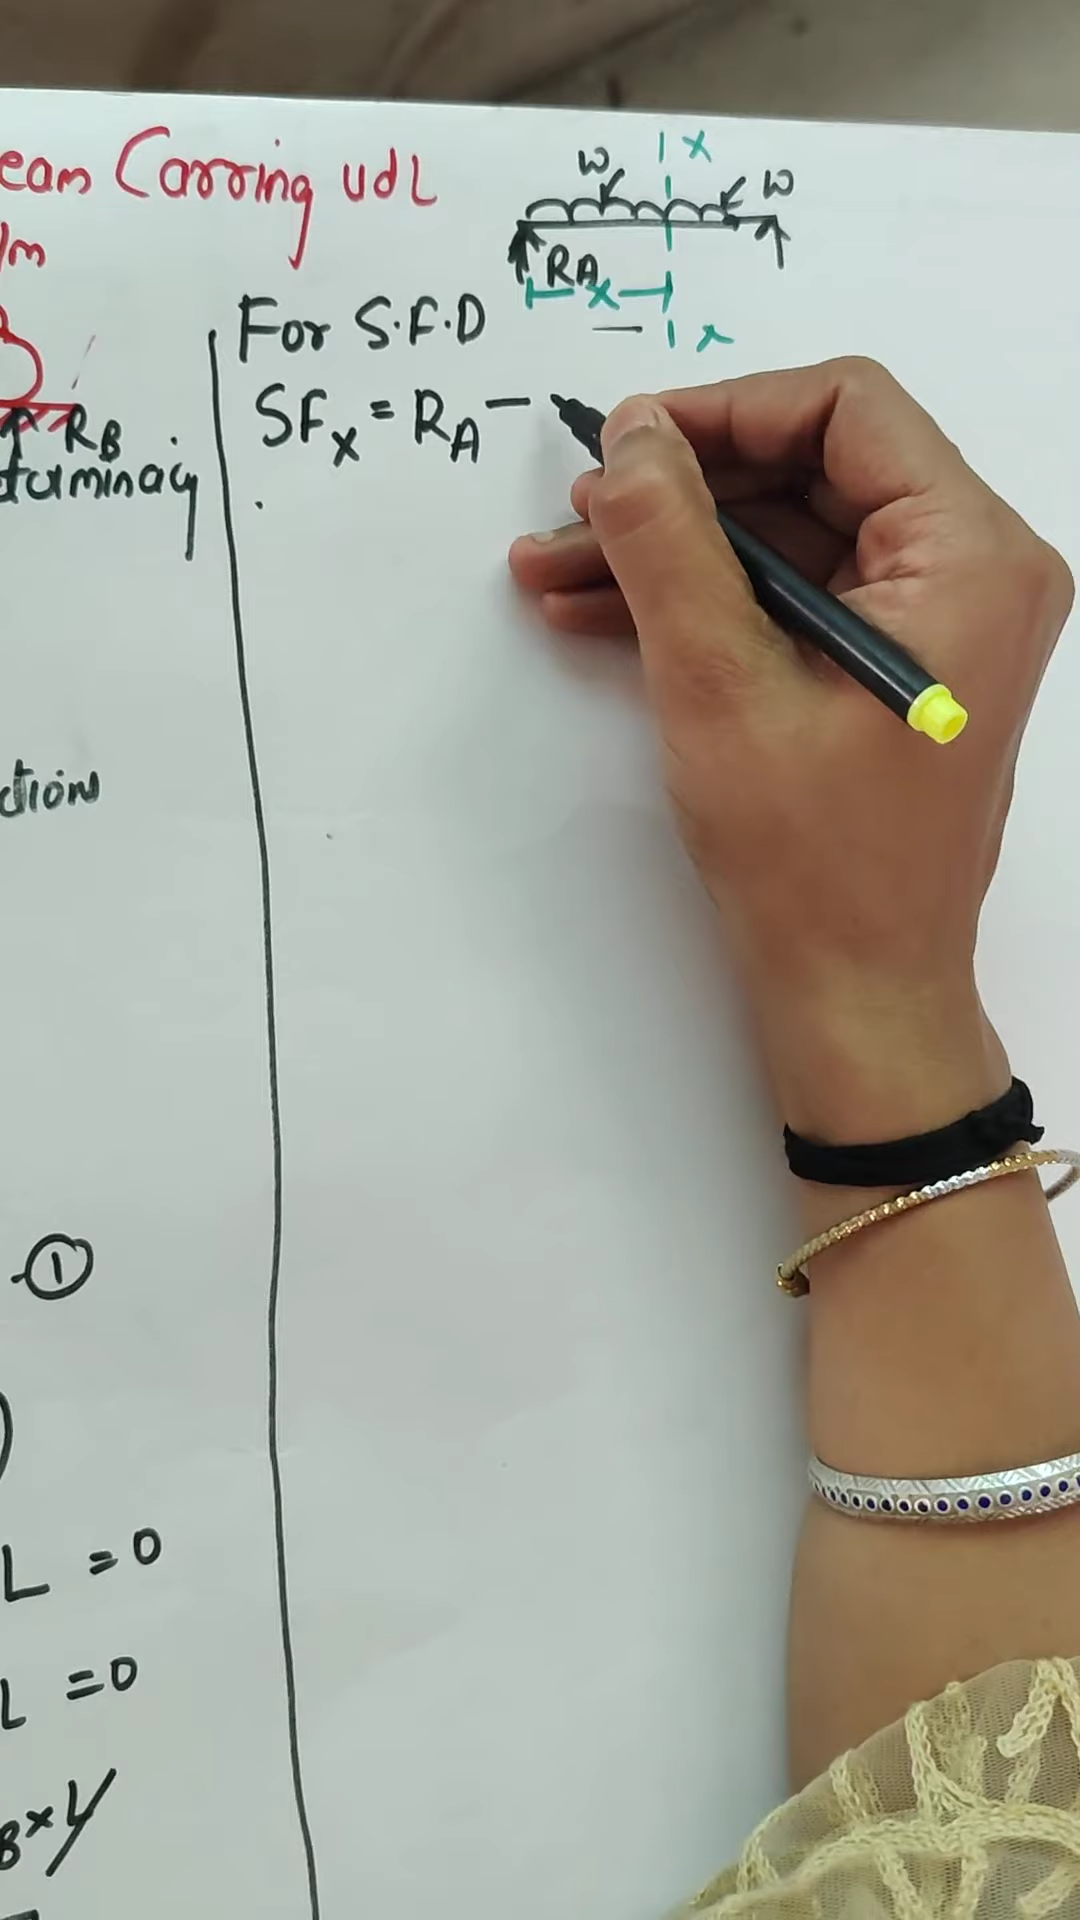 eam Carring udl
/m
RB
terminacy
ction
①
L = 0
L = 0
B × L
W | x W
RA
x
| x
For S.F.D
SFx = RA -